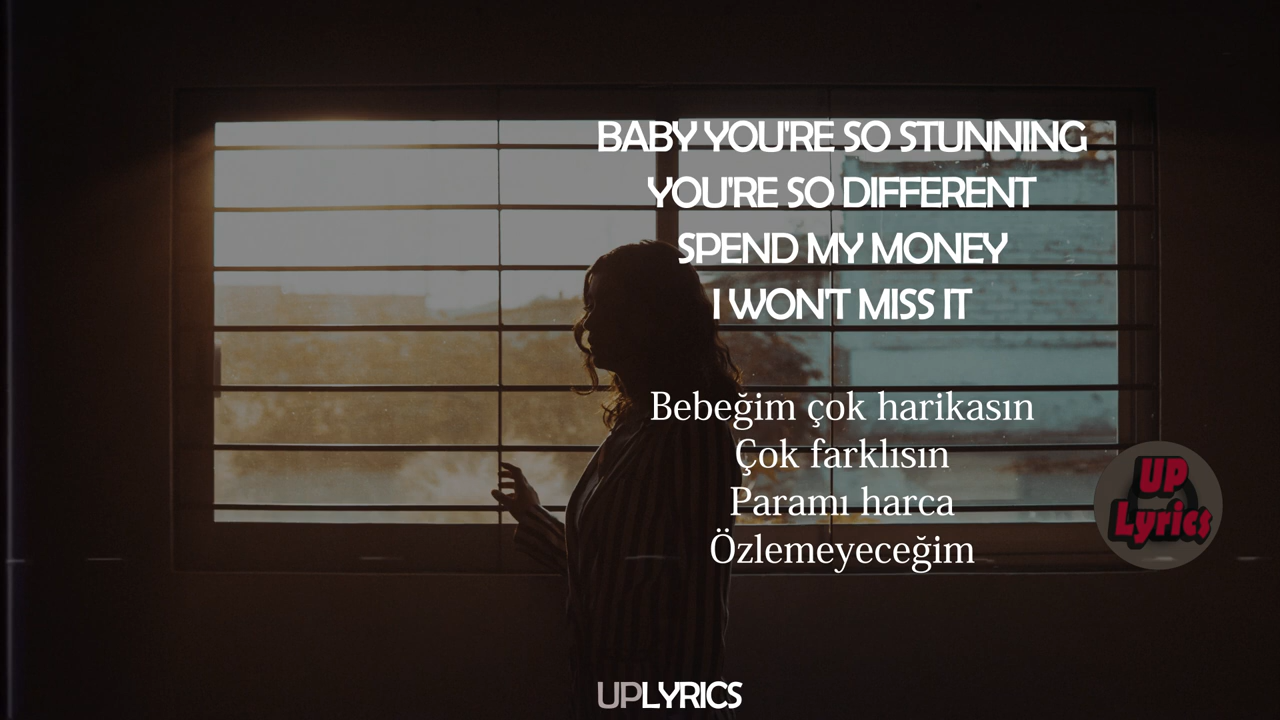 BABY YOU'RE SO STUNNING
YOU'RE SO DIFFERENT
SPEND MY MONEY
I WON'T MISS IT
Bebeğim çok harikasın
Çok farklısın
Paramı harca
Özlemeyeceğim
UP
Lyrics
UPLYRICS